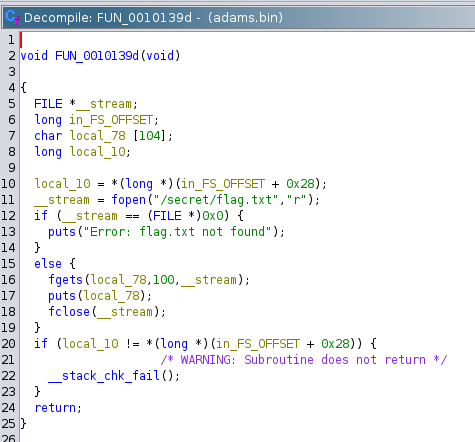 Decompile: FUN_0010139d - (adams.bin)
1
2 void FUN_0010139d(void)
3
4 {
5 FILE *__stream;
6 long in_FS_OFFSET;
7 char local_78 [104];
8 long local_10;
9
10 local_10 = *(long *)(in_FS_OFFSET + 0x28);
11 __stream = fopen("/secret/flag.txt","r");
12 if (__stream == (FILE *)0x0) {
13 puts("Error: flag.txt not found");
14 }
15 else {
16 fgets(local_78,100,__stream);
17 puts(local_78);
18 fclose(__stream);
19 }
20 if (local_10 != *(long *)(in_FS_OFFSET + 0x28)) {
21 /* WARNING: Subroutine does not return */
22 __stack_chk_fail();
23 }
24 return;
25 }
26